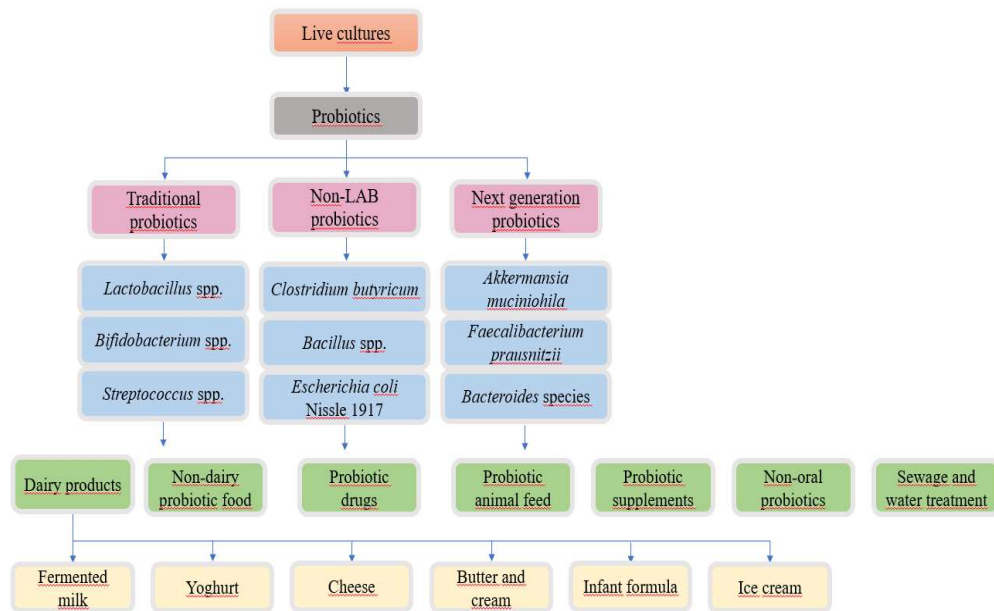 Live cultures
Probiotics
Traditional
probiotics
Non-LAB
probiotics
Next generation
probiotics
Lactobacillus spp.
Clostridium butyricum
Akkermansia
muciniohila
Bifidobacterium spp.
Bacillus spp.
Faecalibacterium
prausnitzii
Streptococcus spp.
Escherichia coli
Nissle 1917
Bacteroides species
Dairy products
Non-dairy
probiotic food
Probiotic
drugs
Probiotic
animal feed
Probiotic
supplements
Non-oral
probiotics
Sewage and
water treatment
Fermented
milk
Yoghurt
Cheese
Butter and
cream
Infant formula
Ice cream